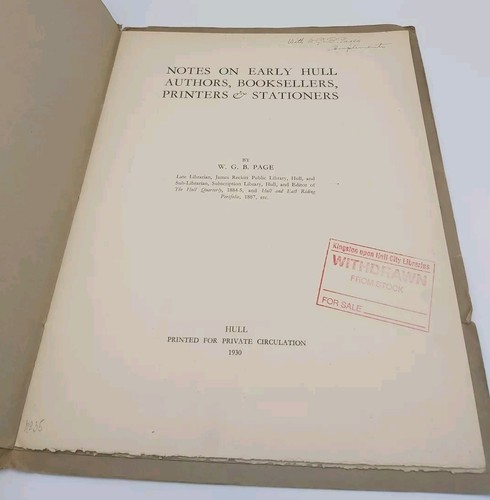 With
NOTES ON EARLY HULL
AUTHORS, BOOKSELLERS,
PRINTERS & STATIONERS
BY
W. G. B. PAGE
Late Librarian, James Reckitt Public Library, Hull, and
Sub-Librarian, Subscription Library, Hull, and Editor of
The Hull Quarterly, 1884-5, and Hull and East Riding
Portfolio, 1887, etc.
Kingston upon Hull City Libraries
WITHDRAWN
FROM STOCK
FOR SALE
HULL
PRINTED FOR PRIVATE CIRCULATION
1930
1935